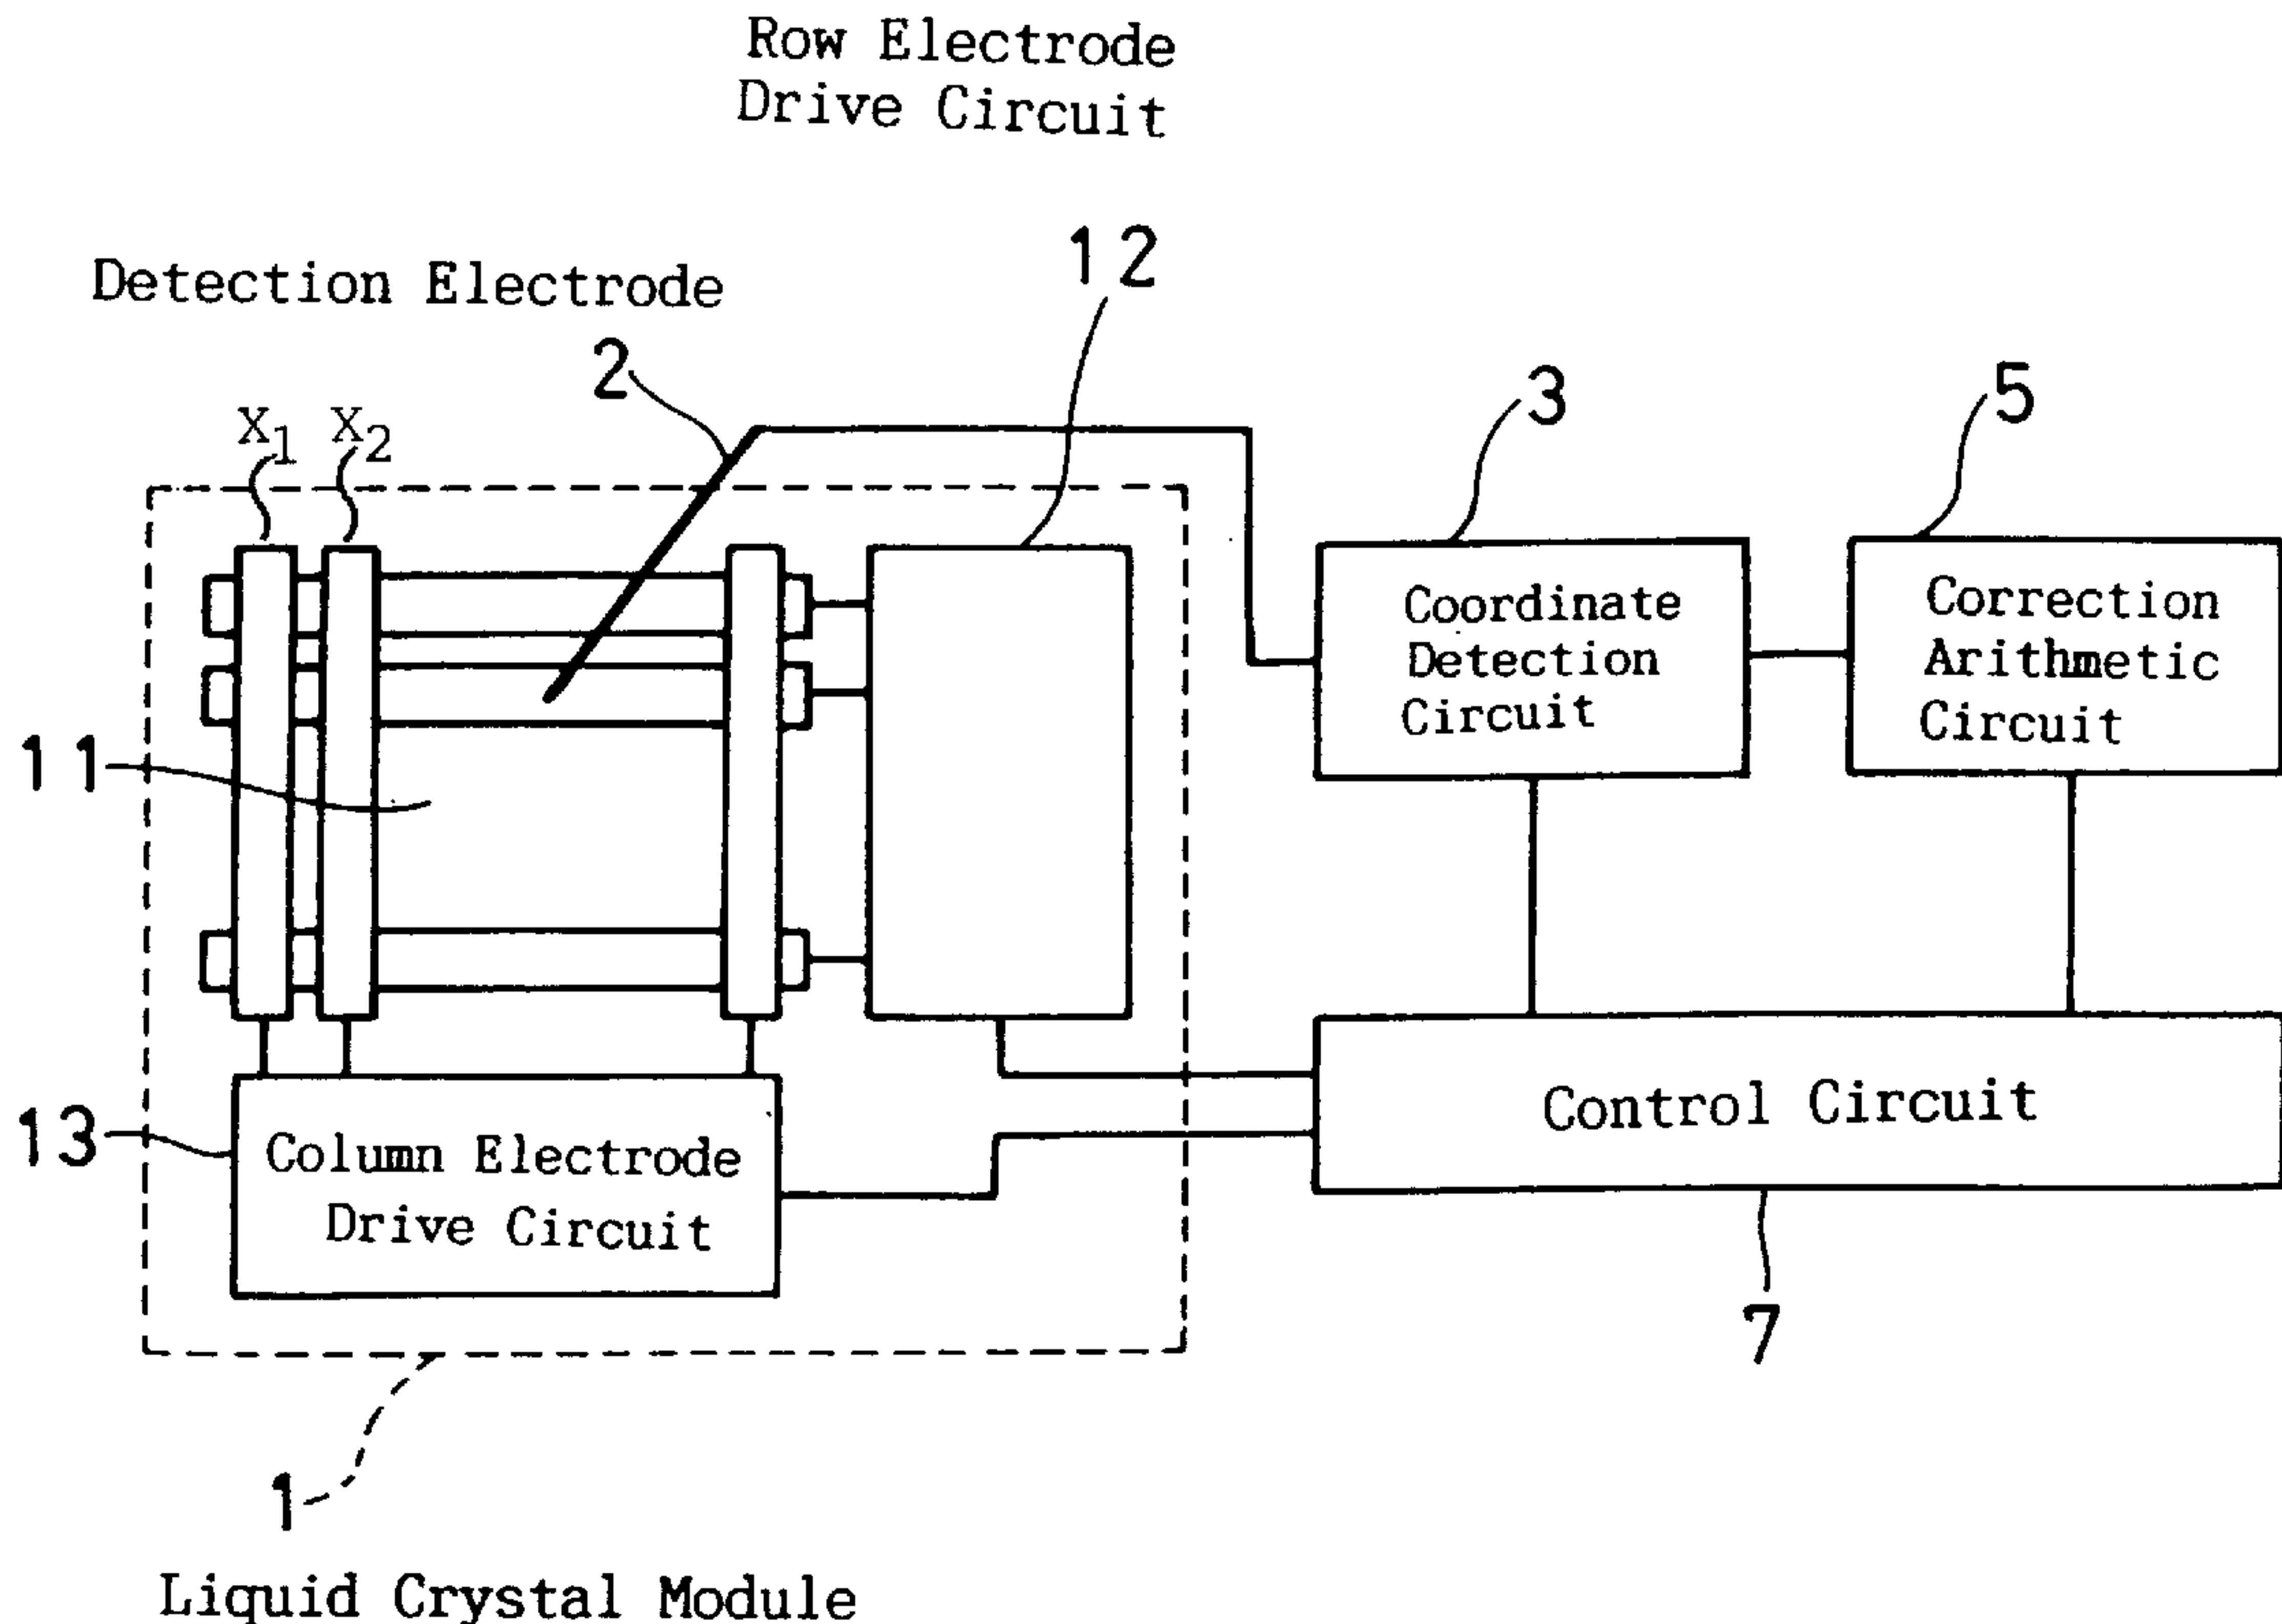 Row Electrode
Drive Circuit
12
Detection Electrode
2
3
5
X1
X2
Coordinate
Detection
Circuit
Correction
Arithmetic
Circuit
11
Control Circuit
13
Column Electrode
Drive Circuit
7
1
Liquid Crystal Module